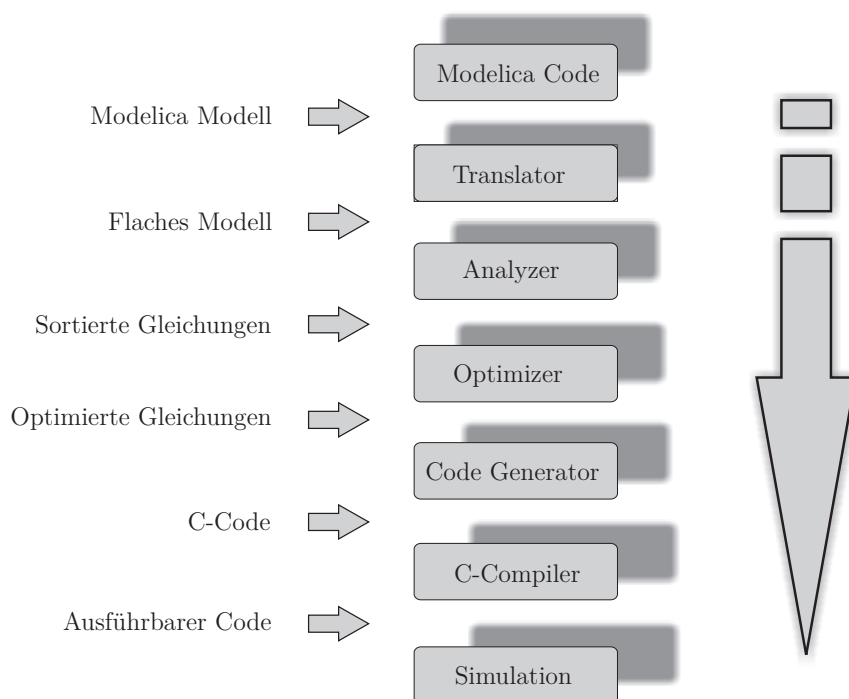 Modelica Code
Modelica Modell
Translator
Flaches Modell
Analyzer
Sortierte Gleichungen
Optimizer
Optimierte Gleichungen
Code Generator
C-Code
C-Compiler
Ausführbarer Code
Simulation